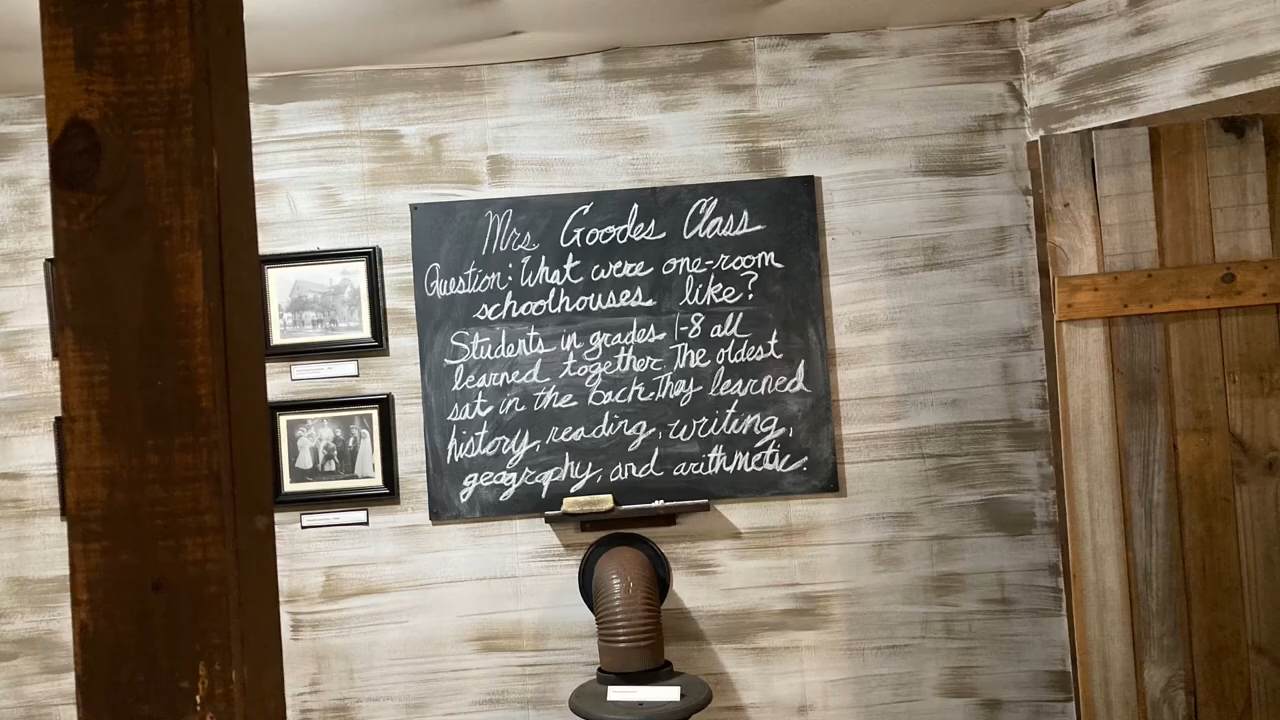 Mrs. Goodes Class
Question: What were one-room
schoolhouses like?
Students in grades 1-8 all
learned together. The oldest
sat in the back. They learned
history, reading, writing,
geography, and arithmetic.